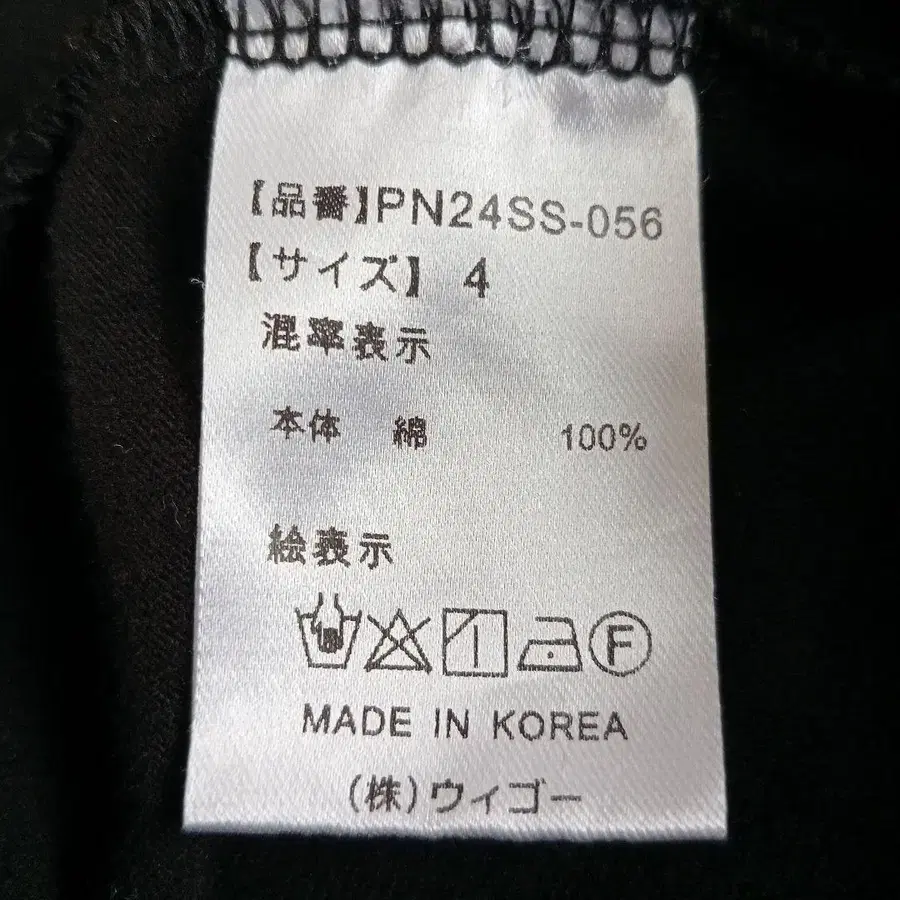 【品番】PN24SS-056
【サイズ】 4
混率表示
本体 綿 100%
絵表示
F
MADE IN KOREA
(株)ウィゴー